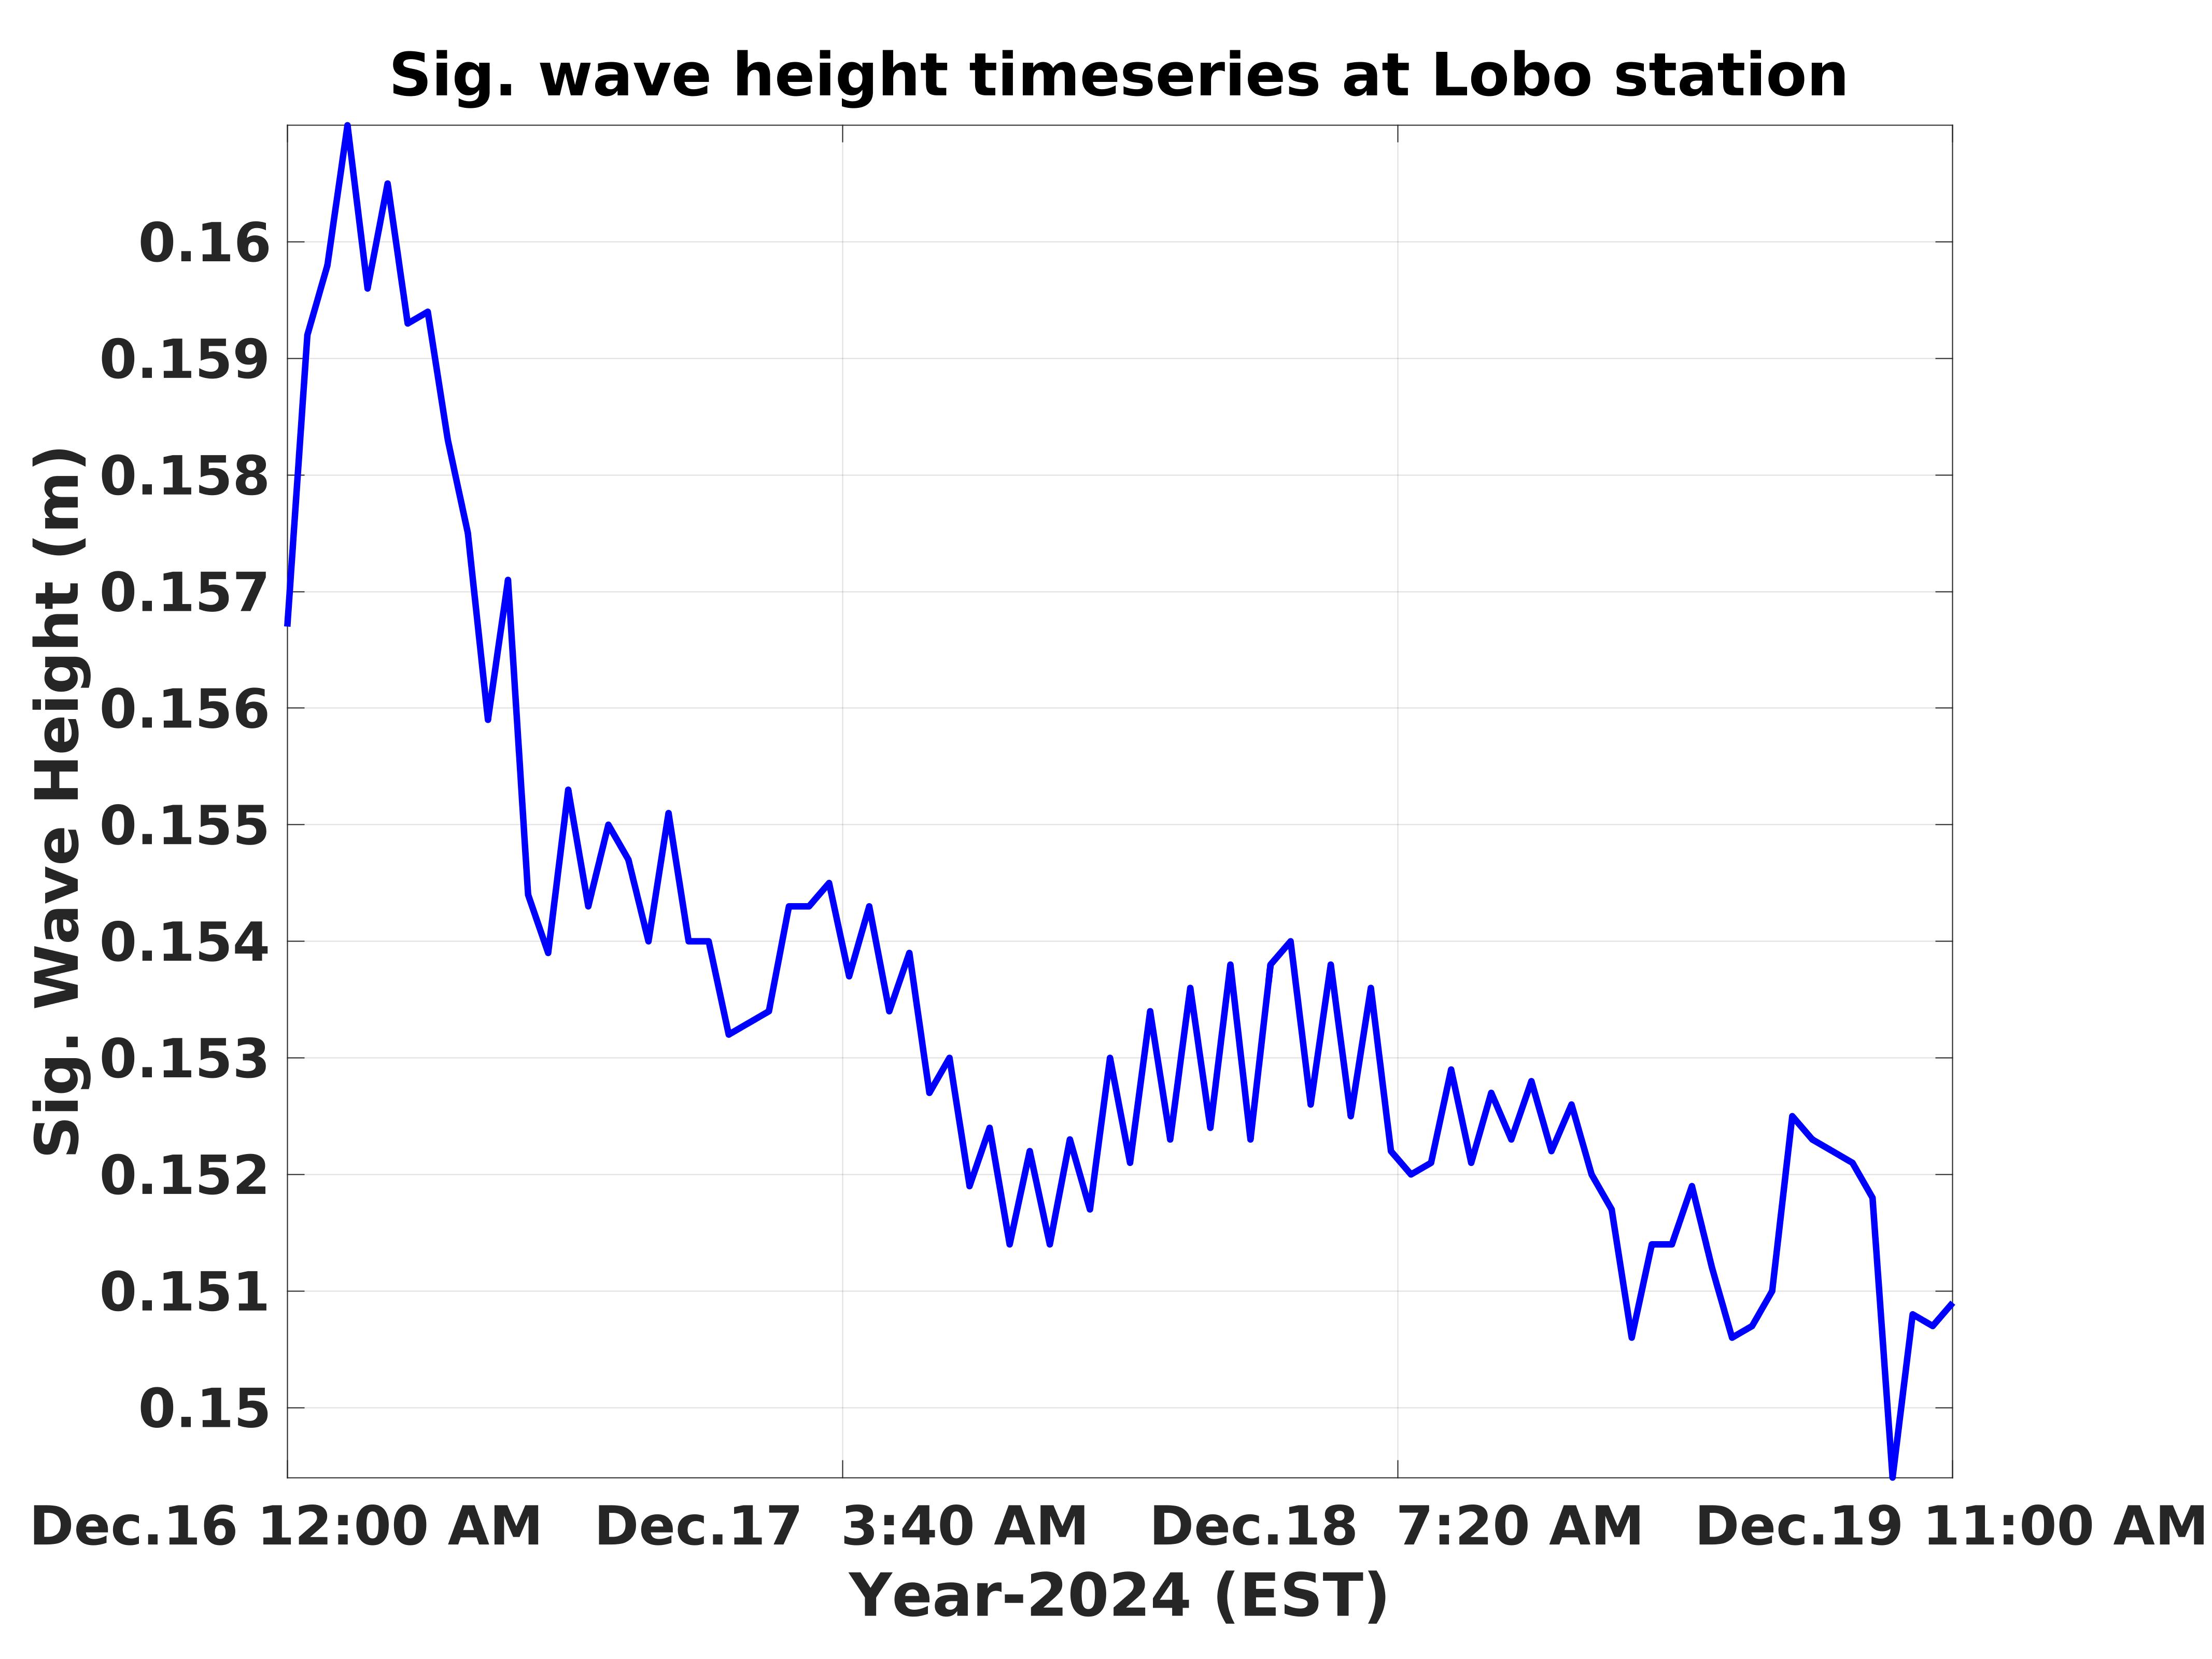 Sig. wave height timeseries at Lobo station
Sig. Wave Height (m)
0.16
0.159
0.158
0.157
0.156
0.155
0.154
0.153
0.152
0.151
0.15
Dec.16 12:00 AM Dec.17 3:40 AM Dec.18 7:20 AM Dec.19 11:00 AM
Year-2024 (EST)